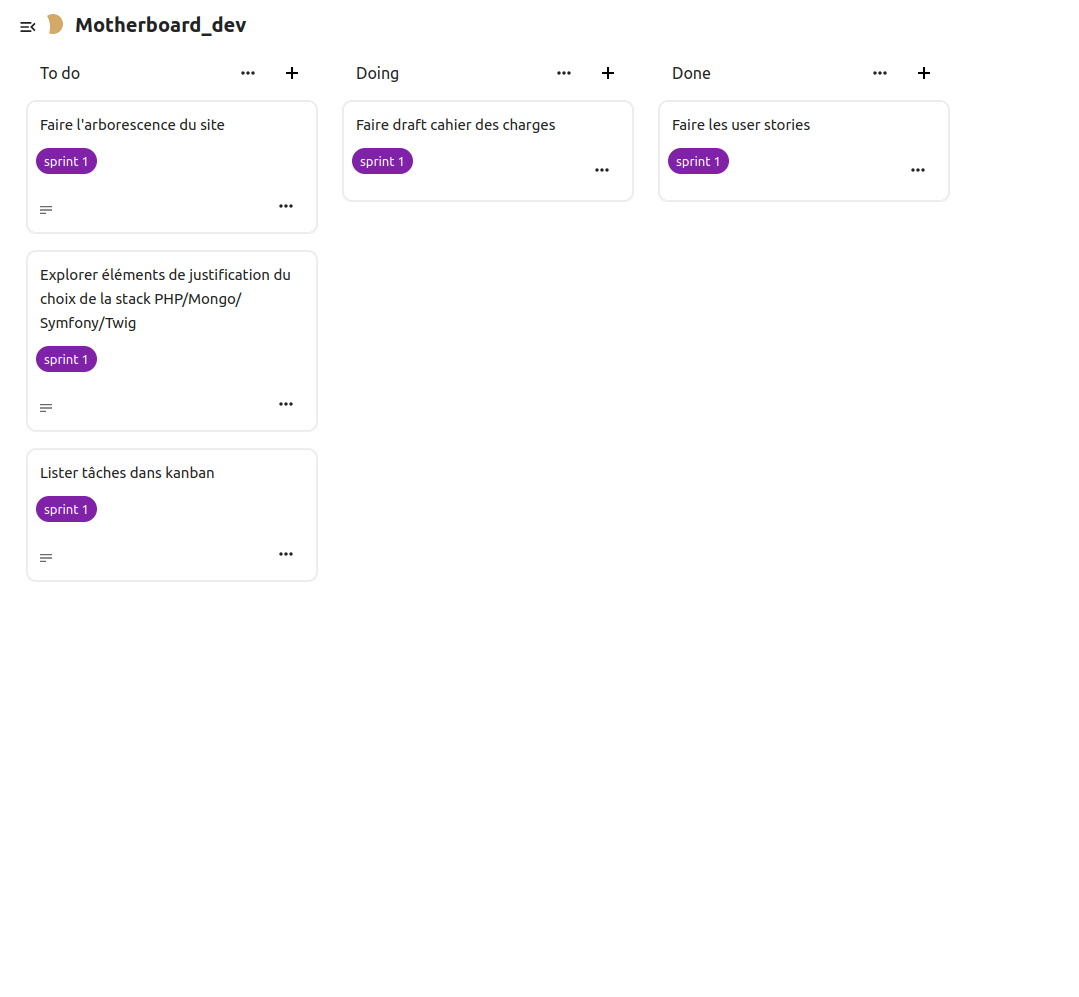 Motherboard_dev
To do
Faire l'arborescence du site
sprint 1
Explorer éléments de justification du
choix de la stack PHP/Mongo/
Symfony/Twig
sprint 1
Lister tâches dans kanban
sprint 1
Doing
Faire draft cahier des charges
sprint 1
Done
Faire les user stories
sprint 1